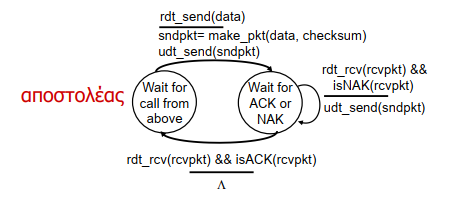 rdt_send(data)
sndpkt= make_pkt(data, checksum)
udt_send(sndpkt)
αποστολέας
Wait for
call from
above
Wait for
ACK or
NAK
rdt_rcv(rcvpkt) &&
isNAK(rcvpkt)
udt_send(sndpkt)
rdt_rcv(rcvpkt) && isACK(rcvpkt)
Λ